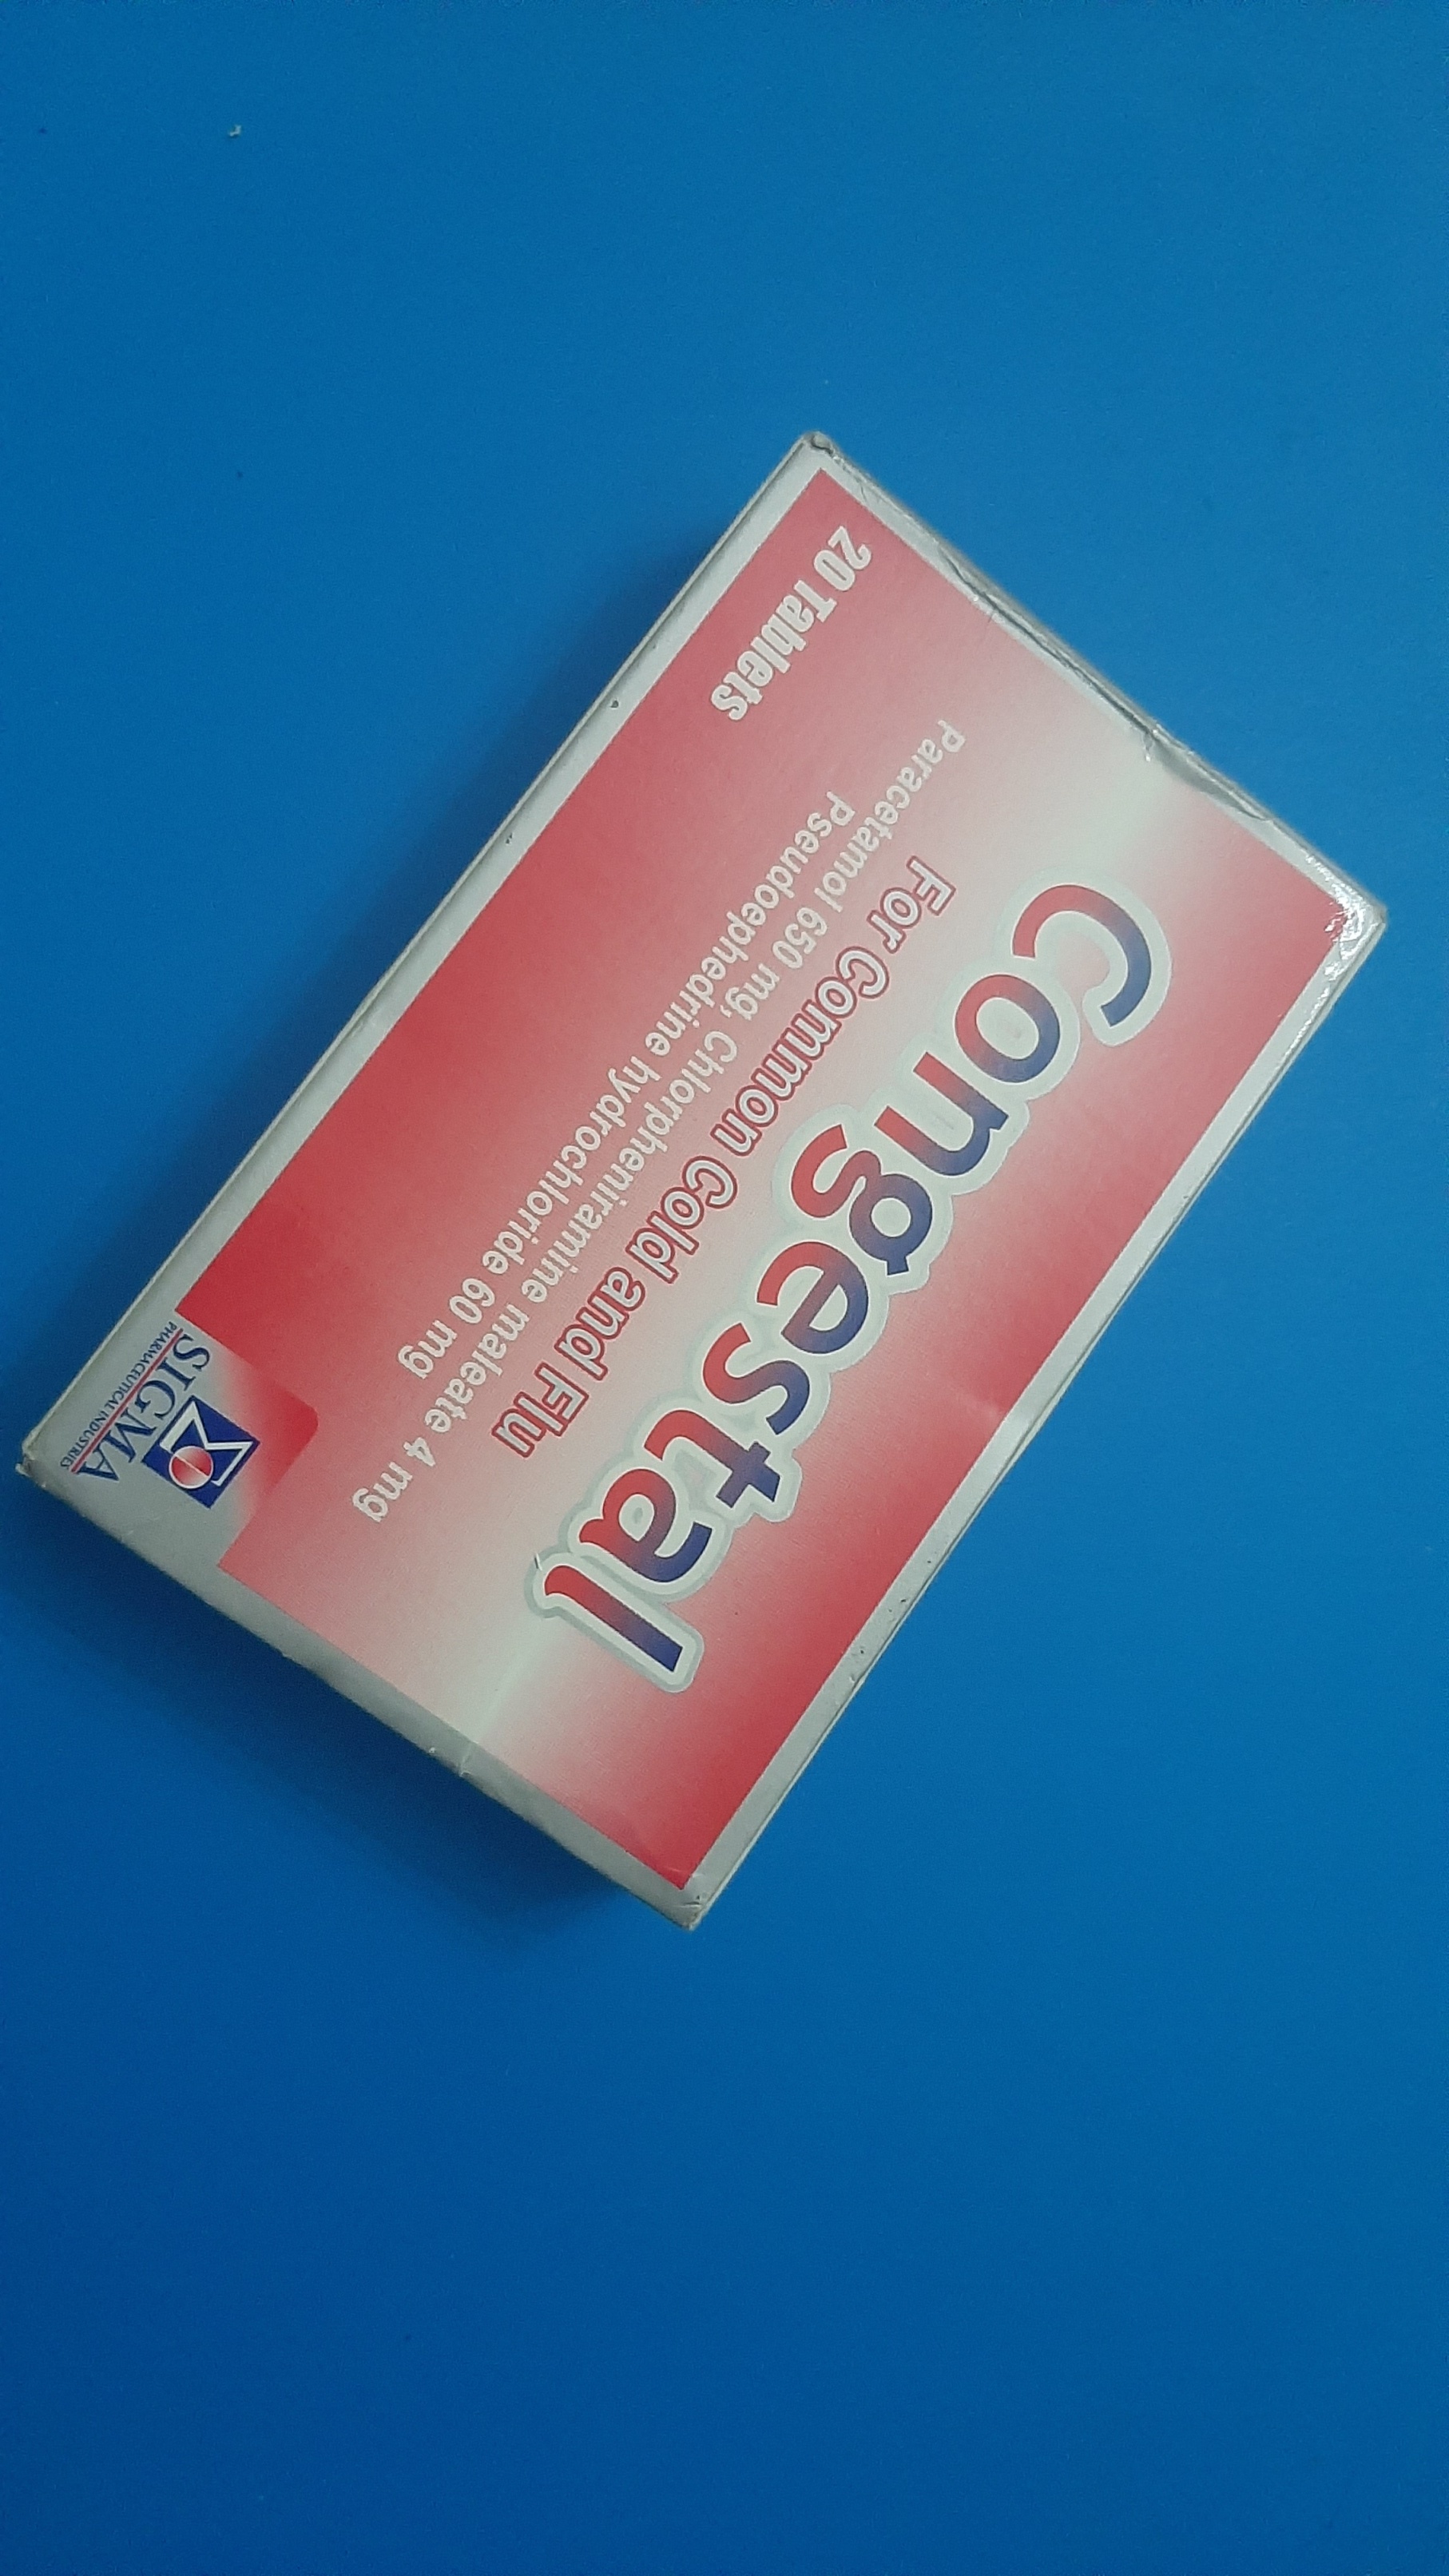 Congestal
For Common Cold and Flu
Paracetamol 650 mg, Chlorpheniramine maleate 4 mg
Pseudoephedrine hydrochloride 60 mg
20 Tablets
SIGMA
PHARMACEUTICAL INDUSTRIES